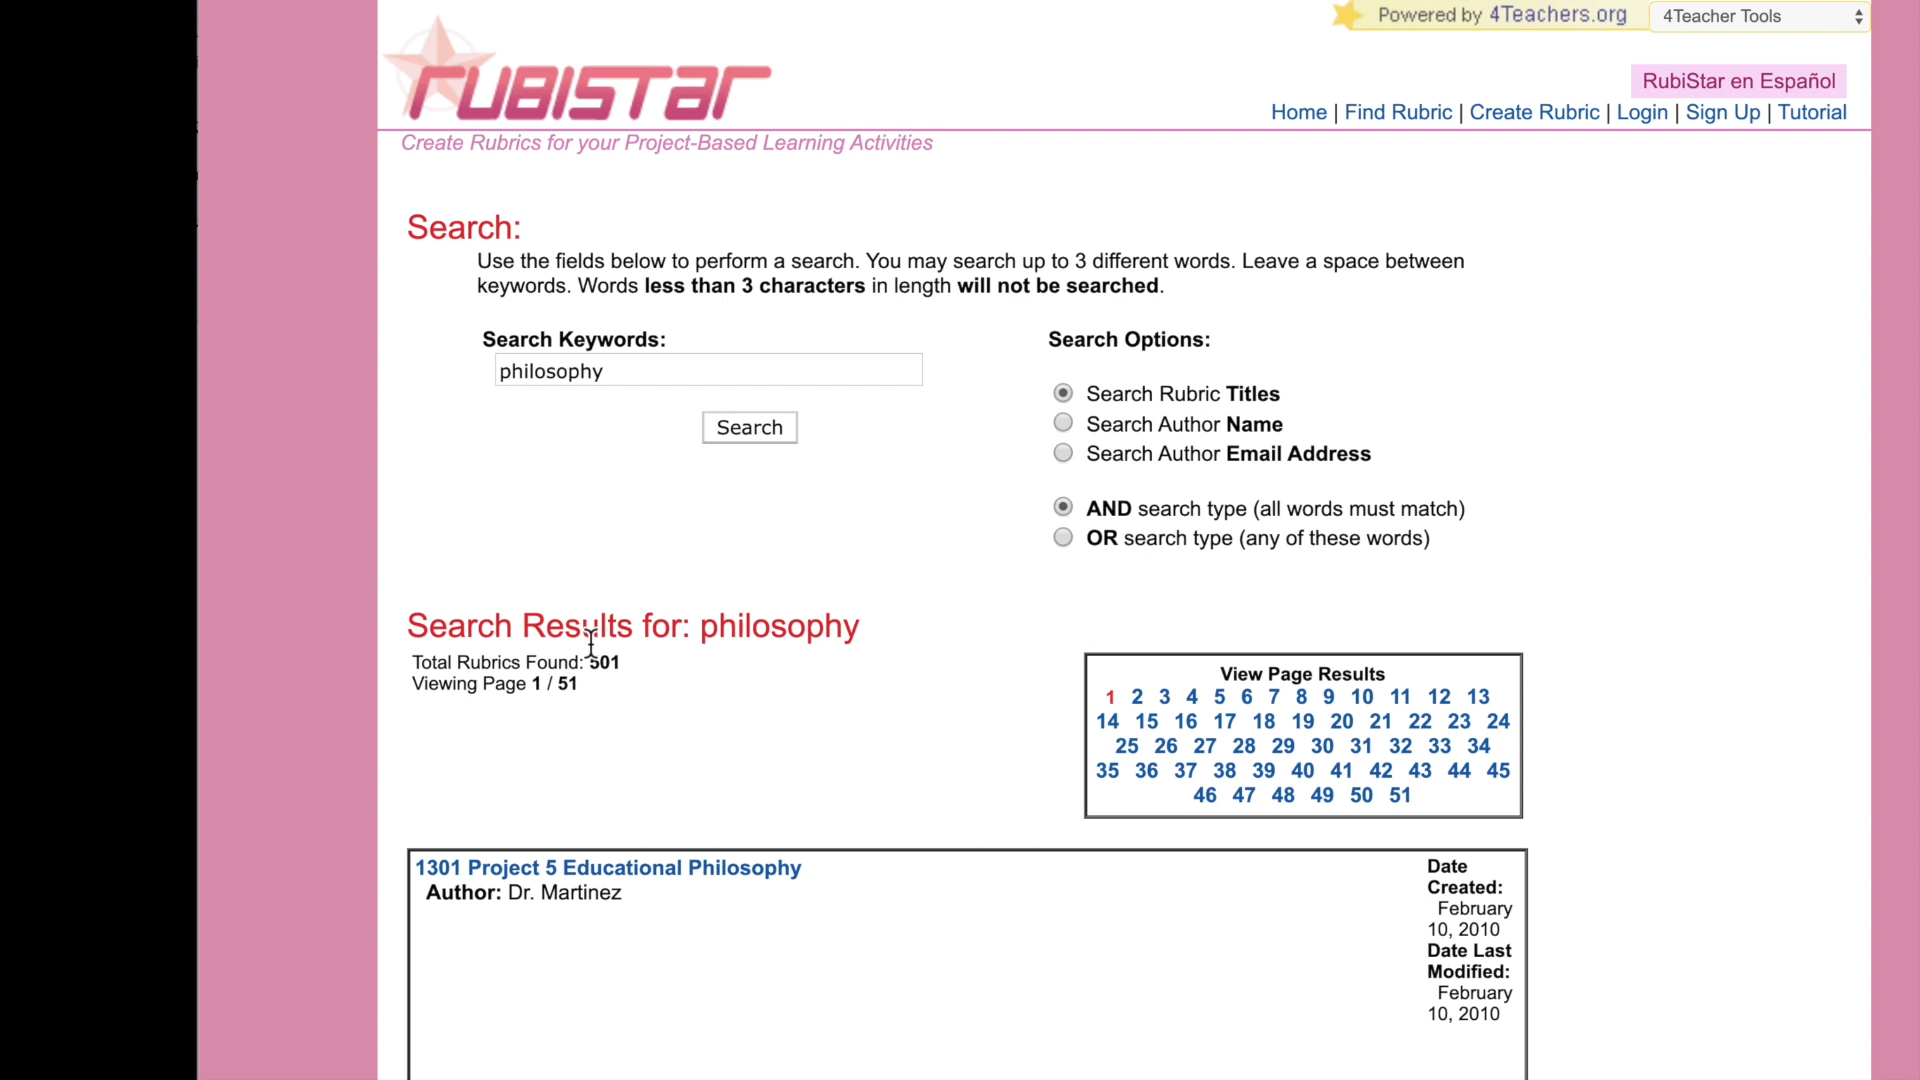 Powered by 4Teachers.org
4Teacher Tools
RUBISTAR
RubiStar en Español
Home | Find Rubric | Create Rubric | Login | Sign Up | Tutorial
Create Rubrics for your Project-Based Learning Activities
Search:
Use the fields below to perform a search. You may search up to 3 different words. Leave a space between
keywords. Words less than 3 characters in length will not be searched.
Search Keywords:
philosophy
Search
Search Options:
Search Rubric Titles
Search Author Name
Search Author Email Address
AND search type (all words must match)
OR search type (any of these words)
Search Results for: philosophy
Total Rubrics Found: 501
Viewing Page 1 / 51
View Page Results
1 2 3 4 5 6 7 8 9 10 11 12 13
14 15 16 17 18 19 20 21 22 23 24
25 26 27 28 29 30 31 32 33 34
35 36 37 38 39 40 41 42 43 44 45
46 47 48 49 50 51
1301 Project 5 Educational Philosophy
Author: Dr. Martinez
Date
Created:
February
10, 2010
Date Last
Modified:
February
10, 2010